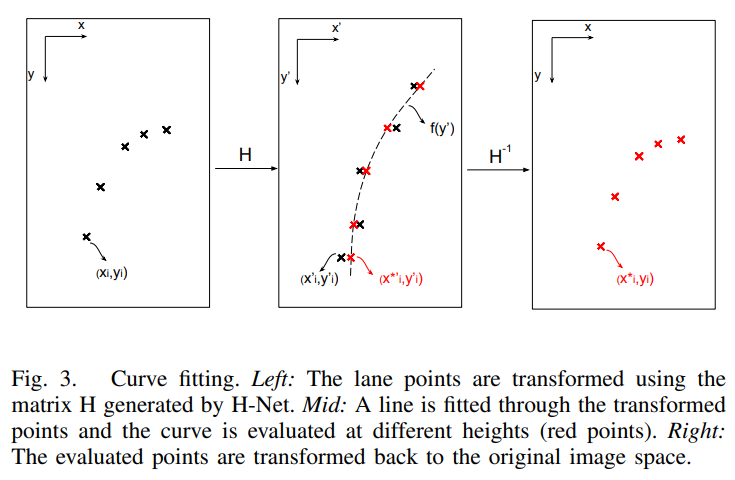 x
y
(xi,yi)
H
x'
y'
f(y')
(x'i,y'i)
(x*'i,y'i)
H-1
x
y
(x*i,yi)
Fig. 3. Curve fitting. Left: The lane points are transformed using the
matrix H generated by H-Net. Mid: A line is fitted through the transformed
points and the curve is evaluated at different heights (red points). Right:
The evaluated points are transformed back to the original image space.